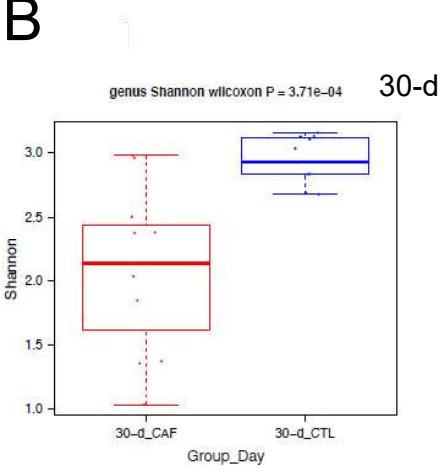 B
genus Shannon wilcoxon P = 3.71e−04
30-d
Shannon
3.0
2.5
2.0
1.5
1.0
30−d_CAF
30−d_CTL
Group_Day